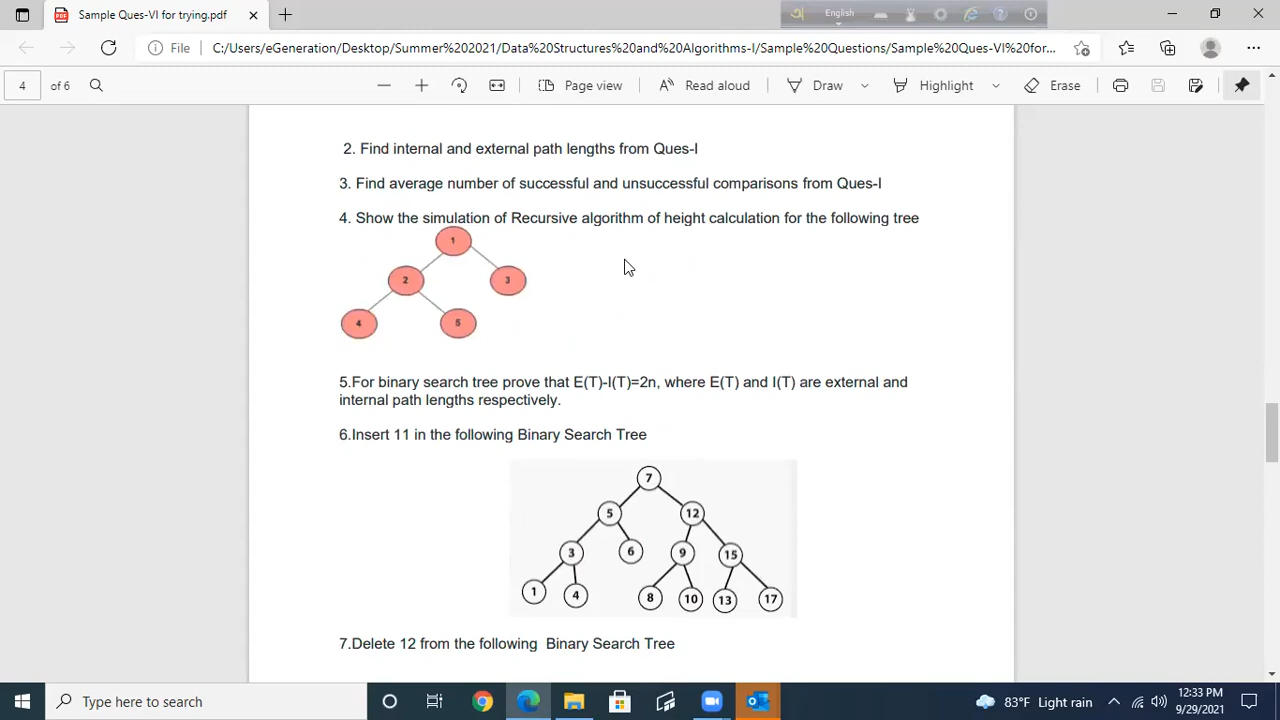 Sample Ques-VI for trying.pdf
English
File
C:/Users/eGeneration/Desktop/Summer%202021/Data%20Structures%20and%20Algorithms-I/Sample%20Questions/Sample%20Ques-VI%20for...
4 of 6
Page view
Read aloud
Draw
Highlight
Erase
2. Find internal and external path lengths from Ques-I
3. Find average number of successful and unsuccessful comparisons from Ques-I
4. Show the simulation of Recursive algorithm of height calculation for the following tree
1
2 3
4 5
5.For binary search tree prove that E(T)-I(T)=2n, where E(T) and I(T) are external and
internal path lengths respectively.
6.Insert 11 in the following Binary Search Tree
7
5 12
3 6 9 15
1 4 8 10 13 17
7.Delete 12 from the following  Binary Search Tree
Type here to search
83°F Light rain
12:33 PM
9/29/2021